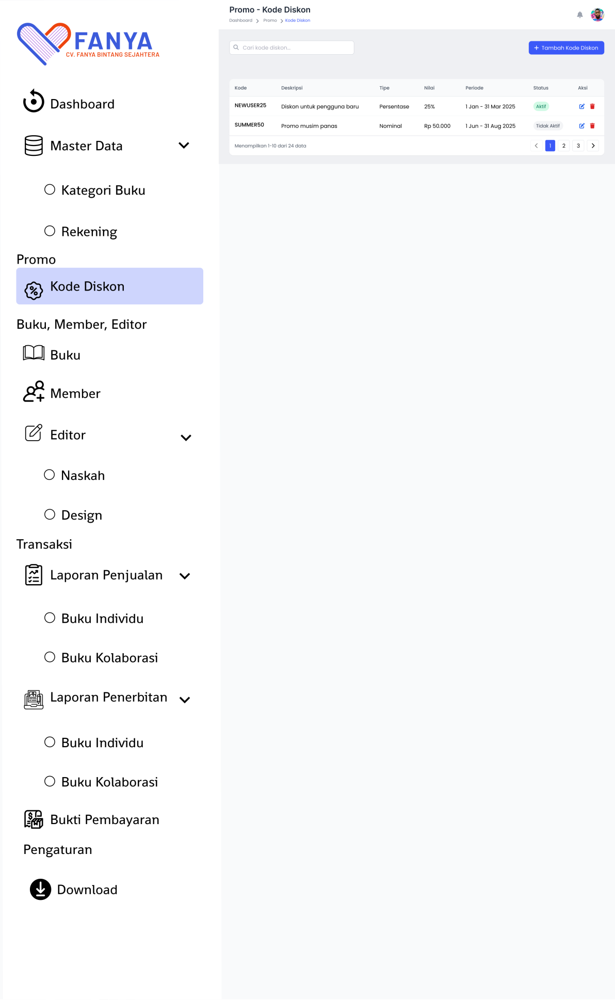 FANYA
CV. FANYA BINTANG SEJAHTERA
Dashboard
Master Data
Kategori Buku
Rekening
Promo
Kode Diskon
Buku, Member, Editor
Buku
Member
Editor
Naskah
Design
Transaksi
Laporan Penjualan
Buku Individu
Buku Kolaborasi
Laporan Penerbitan
Buku Individu
Buku Kolaborasi
Bukti Pembayaran
Pengaturan
Download
Promo - Kode Diskon
Dashboard > Promo > Kode Diskon
Cari kode diskon...
+ Tambah Kode Diskon
Kode Deskripsi Tipe Nilai Periode Status Aksi
NEWUSER25 Diskon untuk pengguna baru Persentase 25% 1 Jan - 31 Mar 2025 Aktif
SUMMER50 Promo musim panas Nominal Rp 50.000 1 Jun - 31 Aug 2025 Tidak Aktif
Menampilkan 1-10 dari 24 data < 1 2 3 >